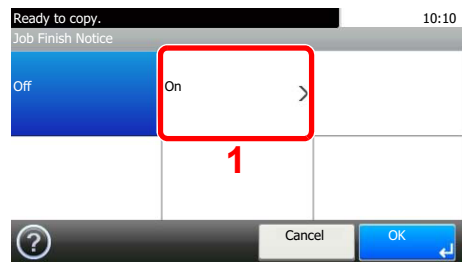 Ready to copy. 10:10
Job Finish Notice
Off On
1
? Cancel OK